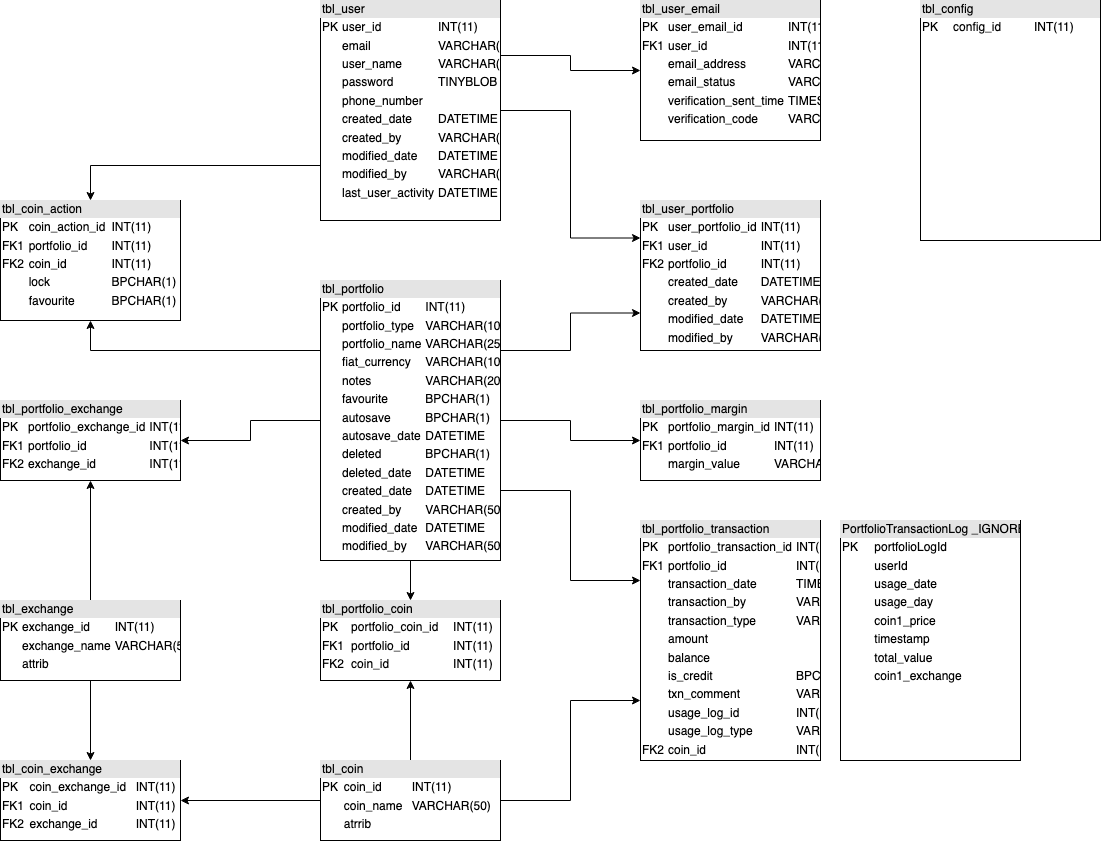 tbl_user
PK user_id INT(11)
email VARCHAR(
user_name VARCHAR(
password TINYBLOB
phone_number
created_date DATETIME
created_by VARCHAR(
modified_date DATETIME
modified_by VARCHAR(
last_user_activity DATETIME
tbl_user_email
PK user_email_id INT(1
FK1 user_id INT(1
email_address VARC
email_status VARC
verification_sent_time TIMES
verification_code VARC
tbl_config
PK config_id INT(11)
tbl_coin_action
PK coin_action_id INT(11)
FK1 portfolio_id INT(11)
FK2 coin_id INT(11)
lock BPCHAR(1)
favourite BPCHAR(1)
tbl_user_portfolio
PK user_portfolio_id INT(11)
FK1 user_id INT(11)
FK2 portfolio_id INT(11)
created_date DATETIME
created_by VARCHAR(
modified_date DATETIME
modified_by VARCHAR(
tbl_portfolio
PK portfolio_id INT(11)
portfolio_type VARCHAR(10
portfolio_name VARCHAR(25
fiat_currency VARCHAR(10
notes VARCHAR(20
favourite BPCHAR(1)
autosave BPCHAR(1)
autosave_date DATETIME
deleted BPCHAR(1)
deleted_date DATETIME
created_date DATETIME
created_by VARCHAR(50
modified_date DATETIME
modified_by VARCHAR(50
tbl_portfolio_exchange
PK portfolio_exchange_id INT(1
FK1 portfolio_id INT(1
FK2 exchange_id INT(1
tbl_portfolio_margin
PK portfolio_margin_id INT(11)
FK1 portfolio_id INT(11)
margin_value VARCHA
tbl_portfolio_transaction
PK portfolio_transaction_id INT(
FK1 portfolio_id INT(
transaction_date TIME
transaction_by VAR
transaction_type VAR
amount
balance
is_credit BPC
txn_comment VAR
usage_log_id INT(
usage_log_type VAR
FK2 coin_id INT(
PortfolioTransactionLog _IGNORE
PK portfolioLogId
userId
usage_date
usage_day
coin1_price
timestamp
total_value
coin1_exchange
tbl_exchange
PK exchange_id INT(11)
exchange_name VARCHAR(5
attrib
tbl_portfolio_coin
PK portfolio_coin_id INT(11)
FK1 portfolio_id INT(11)
FK2 coin_id INT(11)
tbl_coin_exchange
PK coin_exchange_id INT(11)
FK1 coin_id INT(11)
FK2 exchange_id INT(11)
tbl_coin
PK coin_id INT(11)
coin_name VARCHAR(50)
atrrib